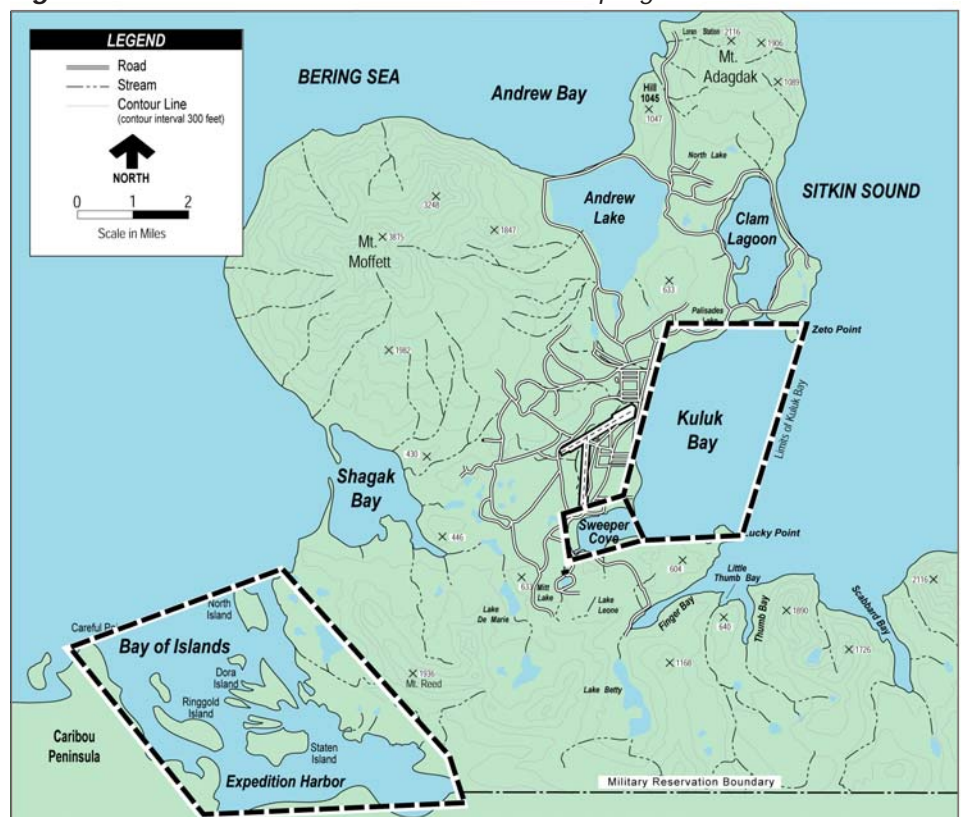 LEGEND
Road
Stream
Contour Line
(contour interval 300 feet)
NORTH
0 1 2
Scale in Miles
BERING SEA
Andrew Bay
Loran Station
2116
1906
Mt.
Adagdak
1089
Hill
1045
1047
North Lake
SITKIN SOUND
Andrew
Lake
Clam
Lagoon
3248
3875
1847
Mt.
Moffett
633
Palisades
Lake
Zeto Point
1982
Kuluk
Bay
Limits of Kuluk Bay
430
Shagak
Bay
446
Sweeper
Cove
Lucky Point
604
Little
Thumb Bay
2116
633
Mitt
Lake
Lake
De Marie
Lake
Leone
Finger Bay
640
Thumb Bay
1890
Scabbard Bay
1726
North
Island
Careful
Bay of Islands
Dora
Island
1936
Mt. Reed
1168
Lake Betty
Ringgold
Island
Staten
Island
Caribou
Peninsula
Expedition Harbor
Military Reservation Boundary